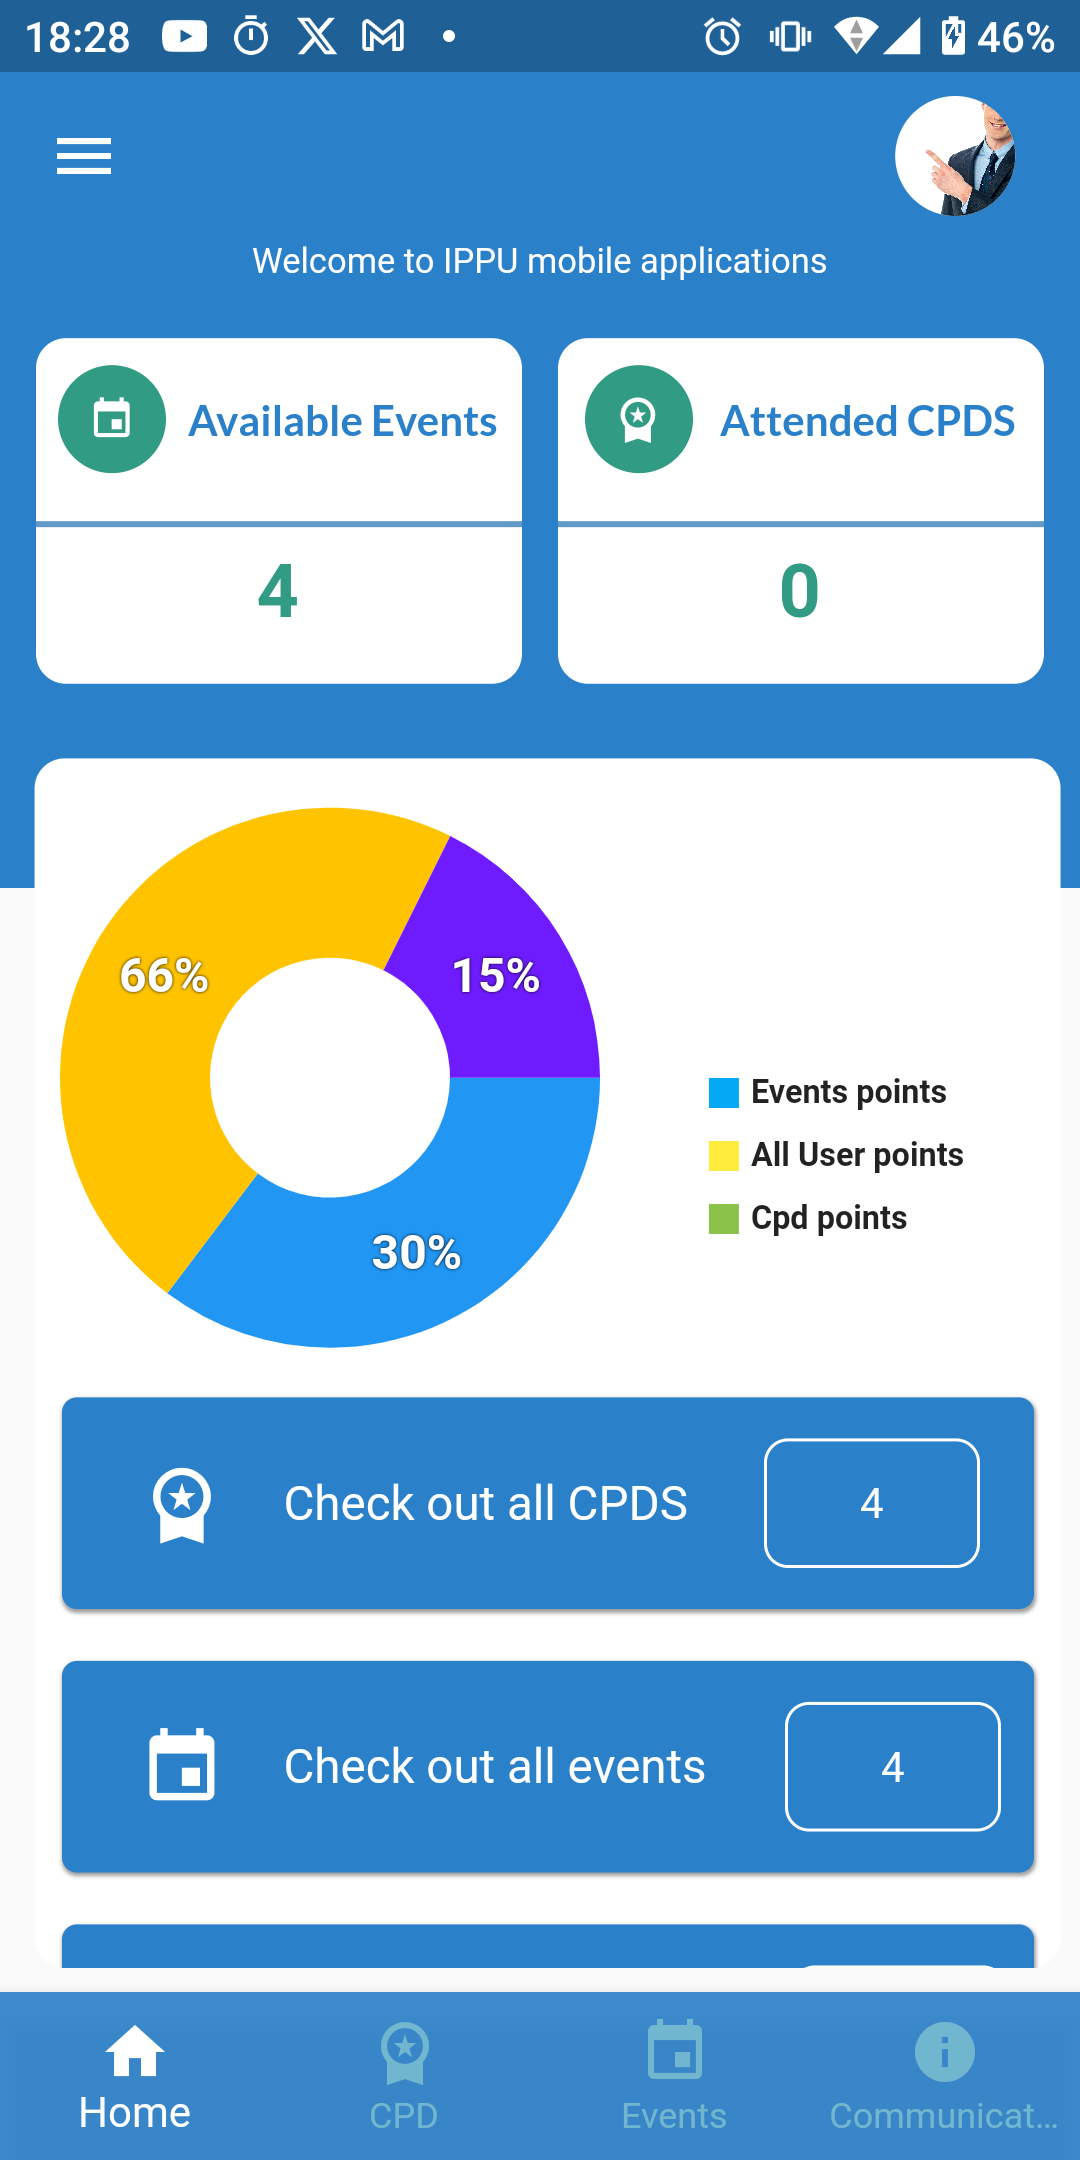 18:28
46%
Welcome to IPPU mobile applications
Available Events
Attended CPDS
4
0
66%
15%
30%
Events points
All User points
Cpd points
Check out all CPDS
4
Check out all events
4
Home
CPD
Events
Communicat...